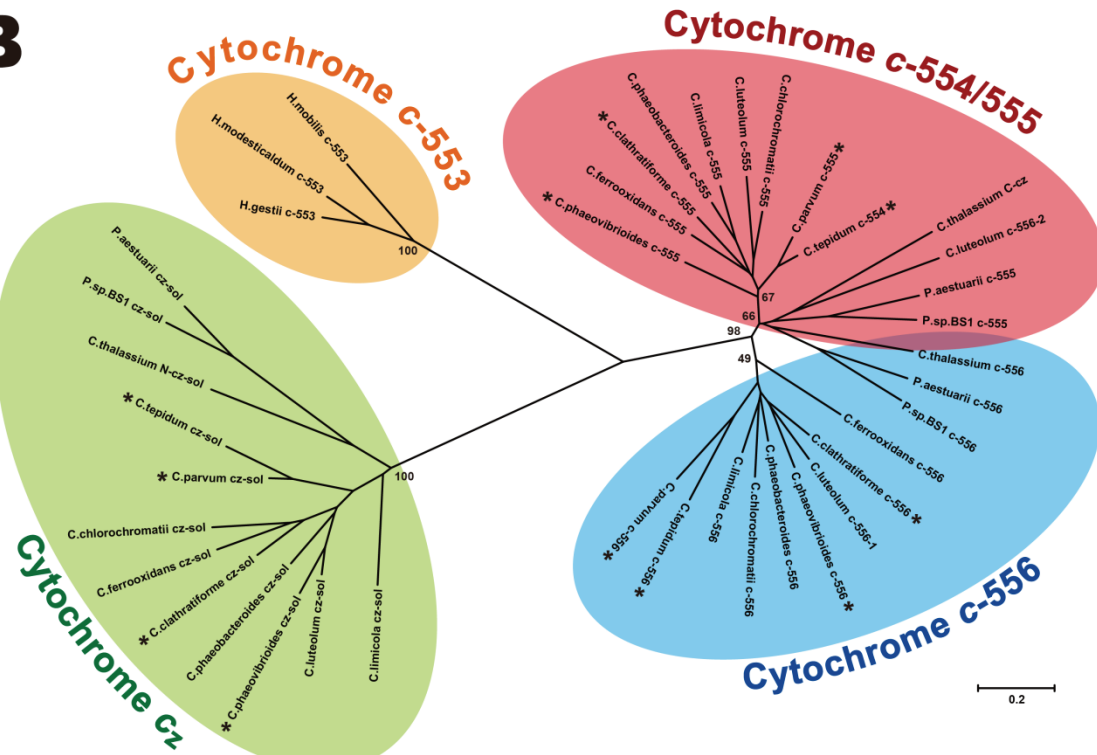 B
Cytochrome c-553
H.mobilis c-553
H.modesticaldum c-553
H.gestii c-553
100
Cytochrome c-554/555
C.phaeobacteroides c-555
C.limicola c-555
C.luteolum c-555
C.chlorochromatii c-555
*C.clathratiforme c-555
C.ferrooxidans c-555
*C.phaeovibrioides c-555
C.parvum c-555*
C.tepidum c-554*
C.thalassium C-cz
C.luteolum c-556-2
P.aestuarii c-555
P.sp.BS1 c-555
67
66
98
49
C.thalassium c-556
P.aestuarii c-556
P.sp.BS1 c-556
C.ferrooxidans c-556
C.clathratiforme c-556*
C.luteolum c-556-1
C.phaeovibrioides c-556*
C.phaeobacteroides c-556
C.chlorochromatii c-556
C.limicola c-556
C.tepidum c-556*
C.parvum c-556*
Cytochrome c-556
P.aestuarii cz-sol
P.sp.BS1 cz-sol
C.thalassium N-cz-sol
*C.tepidum cz-sol
*C.parvum cz-sol
100
C.chlorochromatii cz-sol
C.ferrooxidans cz-sol
*C.clathratiforme cz-sol
C.phaeobacteroides cz-sol
*C.phaeovibrioides cz-sol
C.luteolum cz-sol
C.limicola cz-sol
Cytochrome cz
0.2